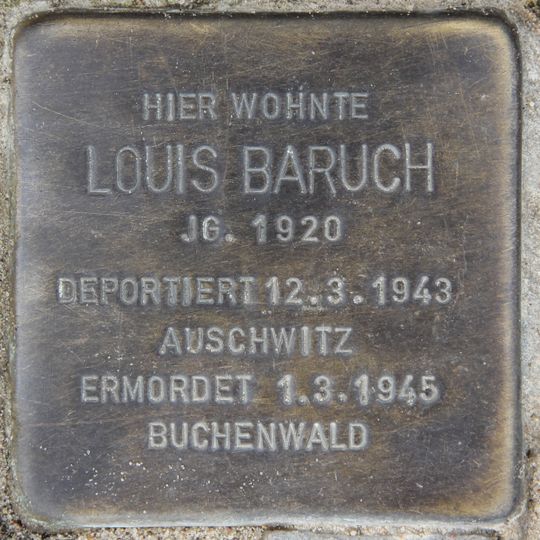 HIER WOHNTE
LOUIS BARUCH
JG. 1920
DEPORTIERT 12.3.1943
AUSCHWITZ
ERMORDET 1.3.1945
BUCHENWALD